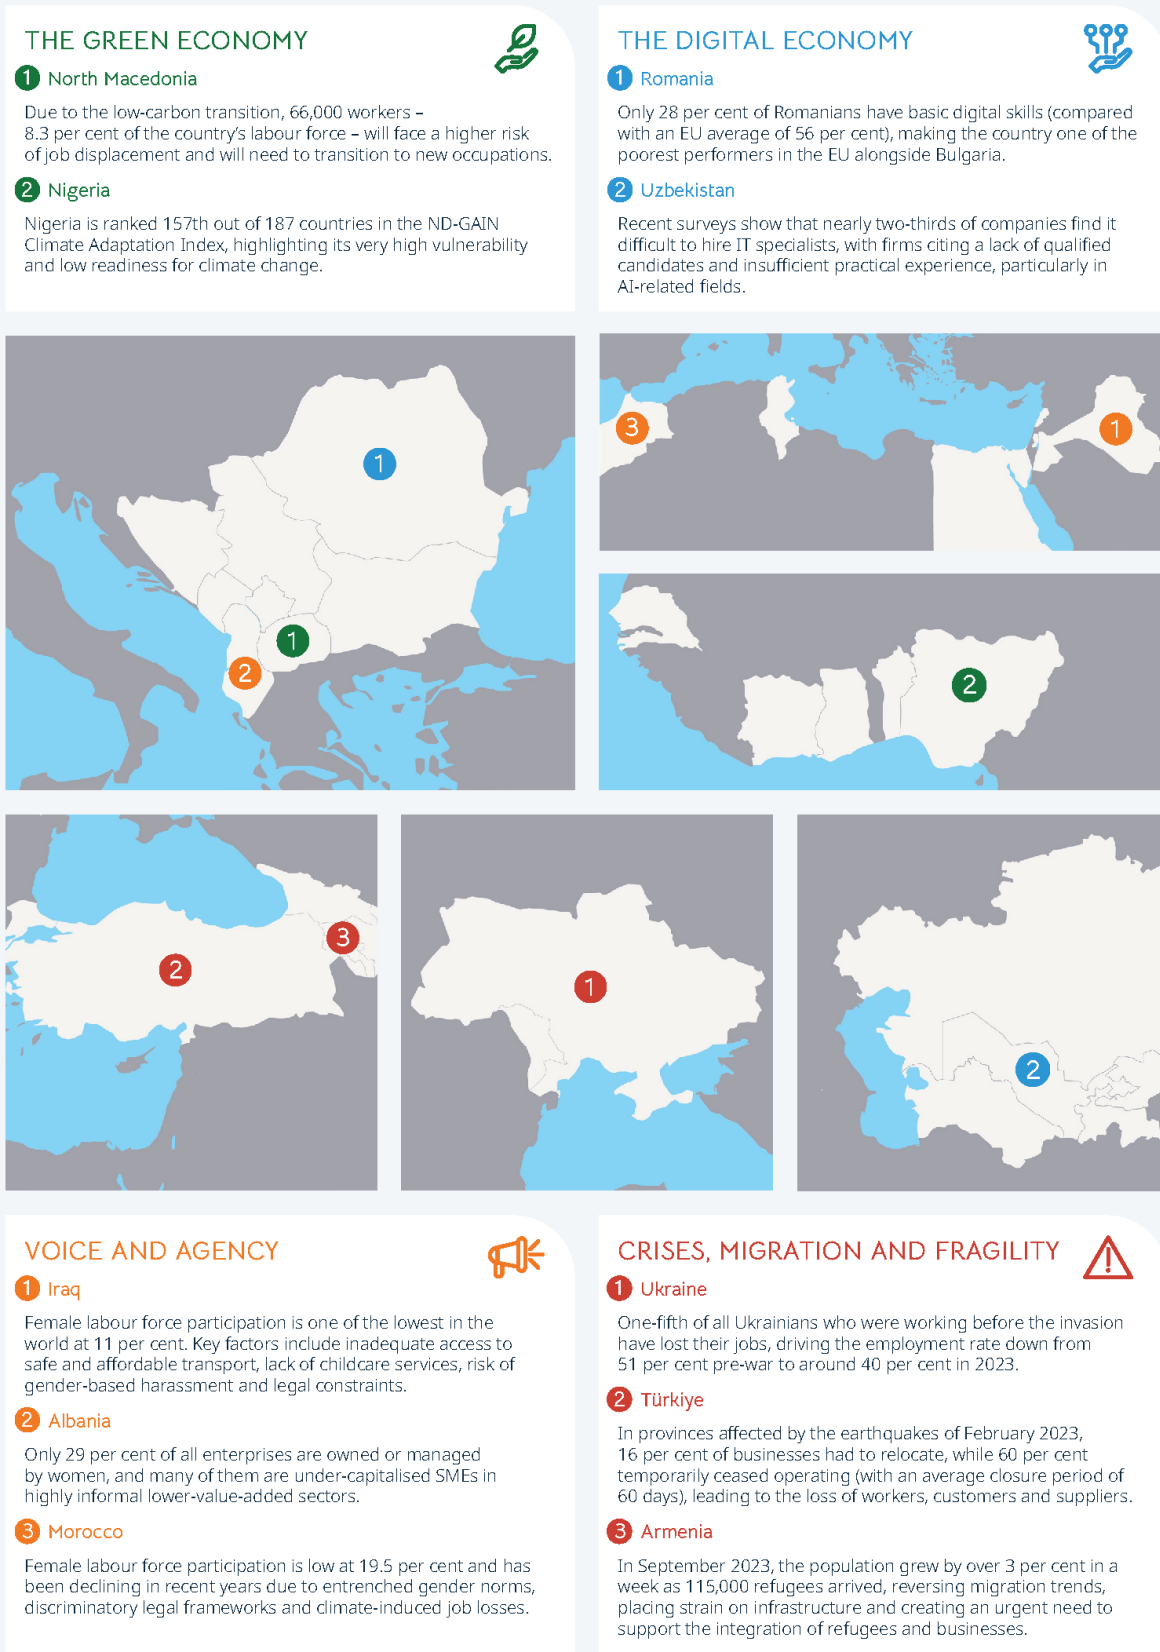 THE GREEN ECONOMY
1 North Macedonia
Due to the low-carbon transition, 66,000 workers –
8.3 per cent of the country’s labour force – will face a higher risk
of job displacement and will need to transition to new occupations.
2 Nigeria
Nigeria is ranked 157th out of 187 countries in the ND-GAIN
Climate Adaptation Index, highlighting its very high vulnerability
and low readiness for climate change.
THE DIGITAL ECONOMY
1 Romania
Only 28 per cent of Romanians have basic digital skills (compared
with an EU average of 56 per cent), making the country one of the
poorest performers in the EU alongside Bulgaria.
2 Uzbekistan
Recent surveys show that nearly two-thirds of companies find it
difficult to hire IT specialists, with firms citing a lack of qualified
candidates and insufficient practical experience, particularly in
AI-related fields.
1
1
2
3
1
2
2
3
1
2
VOICE AND AGENCY
1 Iraq
Female labour force participation is one of the lowest in the
world at 11 per cent. Key factors include inadequate access to
safe and affordable transport, lack of childcare services, risk of
gender-based harassment and legal constraints.
2 Albania
Only 29 per cent of all enterprises are owned or managed
by women, and many of them are under-capitalised SMEs in
highly informal lower-value-added sectors.
3 Morocco
Female labour force participation is low at 19.5 per cent and has
been declining in recent years due to entrenched gender norms,
discriminatory legal frameworks and climate-induced job losses.
CRISES, MIGRATION AND FRAGILITY
1 Ukraine
One-fifth of all Ukrainians who were working before the invasion
have lost their jobs, driving the employment rate down from
51 per cent pre-war to around 40 per cent in 2023.
2 Türkiye
In provinces affected by the earthquakes of February 2023,
16 per cent of businesses had to relocate, while 60 per cent
temporarily ceased operating (with an average closure period of
60 days), leading to the loss of workers, customers and suppliers.
3 Armenia
In September 2023, the population grew by over 3 per cent in a
week as 115,000 refugees arrived, reversing migration trends,
placing strain on infrastructure and creating an urgent need to
support the integration of refugees and businesses.